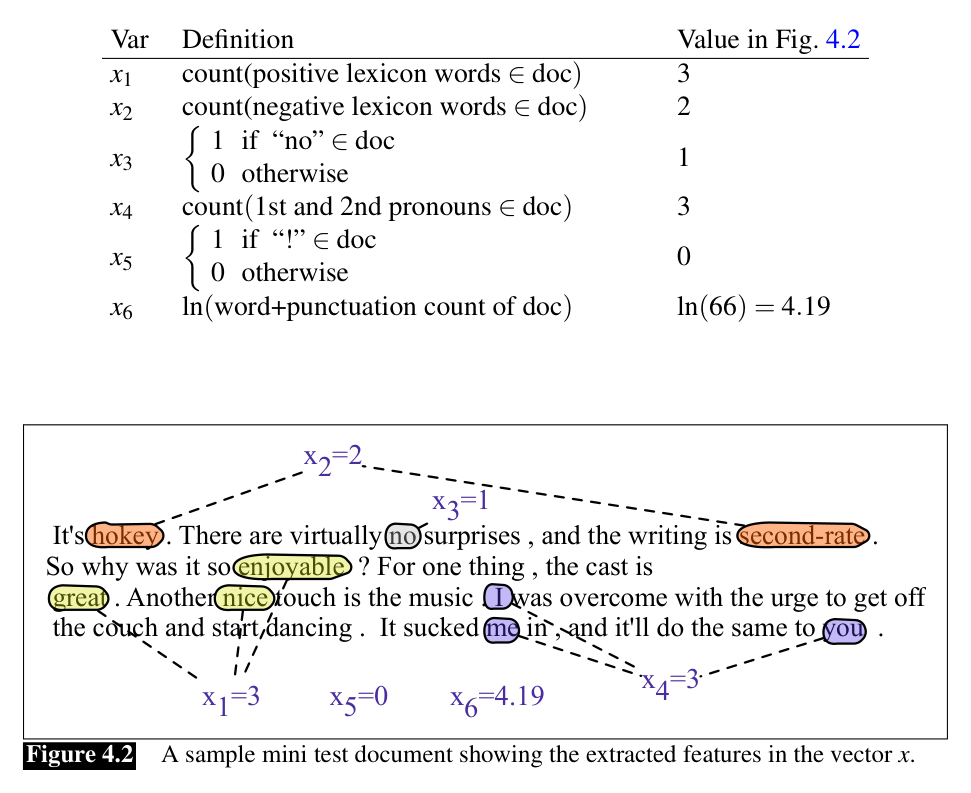 Var Definition Value in Fig. 4.2
x1 count(positive lexicon words ∈ doc) 3
x2 count(negative lexicon words ∈ doc) 2
x3 { 1 if “no” ∈ doc 1
0 otherwise
x4 count(1st and 2nd pronouns ∈ doc) 3
x5 { 1 if “!” ∈ doc 0
0 otherwise
x6 ln(word+punctuation count of doc) ln(66) = 4.19
x2=2
x3=1
It's hokey . There are virtually no surprises , and the writing is second-rate .
So why was it so enjoyable ? For one thing , the cast is
great . Another nice touch is the music . I was overcome with the urge to get off
the couch and start dancing . It sucked me in , and it'll do the same to you .
x1=3 x5=0 x6=4.19 x4=3
Figure 4.2 A sample mini test document showing the extracted features in the vector x.